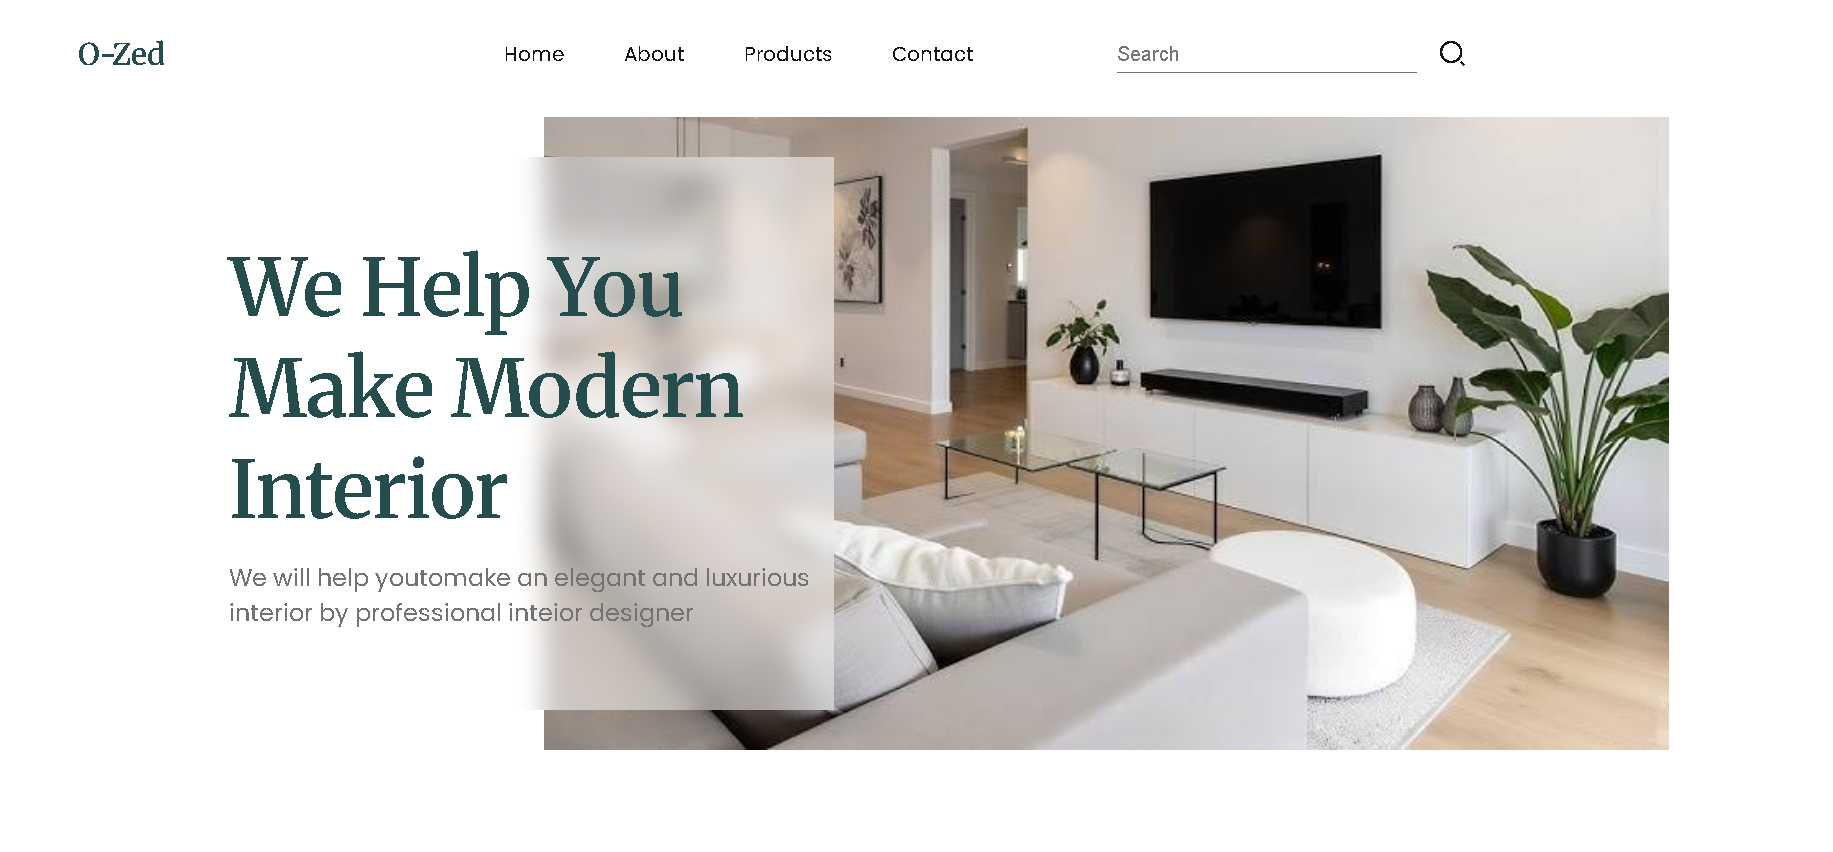 O-Zed
Home
About
Products
Contact
Search
We Help You
Make Modern
Interior
We will help youtomake an elegant and luxurious
interior by professional inteior designer